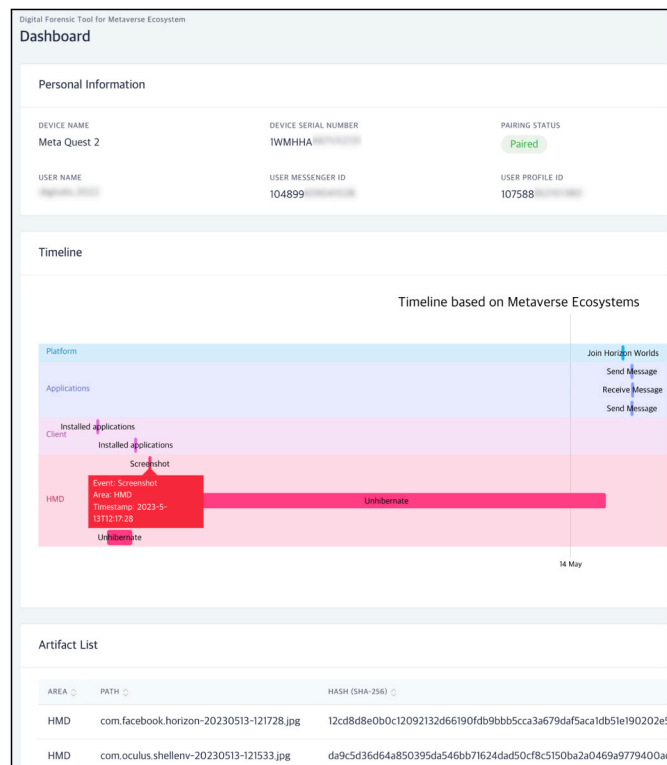 Digital Forensic Tool for Metaverse Ecosystem
Dashboard
Personal Information
DEVICE NAME DEVICE SERIAL NUMBER PAIRING STATUS
Meta Quest 2 1WMHHA Paired
USER NAME USER MESSENGER ID USER PROFILE ID
104899 107588
Timeline
Timeline based on Metaverse Ecosystems
Platform Join Horizon Worlds
Send Message
Applications Receive Message
Send Message
Installed applications
Client
Installed applications
Screenshot
Event: Screenshot
Area: HMD
HMD Unhibernate
Timestamp: 2023-5-
13T12:17:28
Unhibernate
14 May
Artifact List
AREA PATH HASH (SHA-256)
HMD com.facebook.horizon-20230513-121728.jpg 12cd8d8e0b0c12092132d66190fdb9bbb5cca3a679daf5aca1db51e190202e5
HMD com.oculus.shellenv-20230513-121533.jpg da9c5d36d64a850395da546bb71624dad50cf8c5150ba2a0469a9779400ac